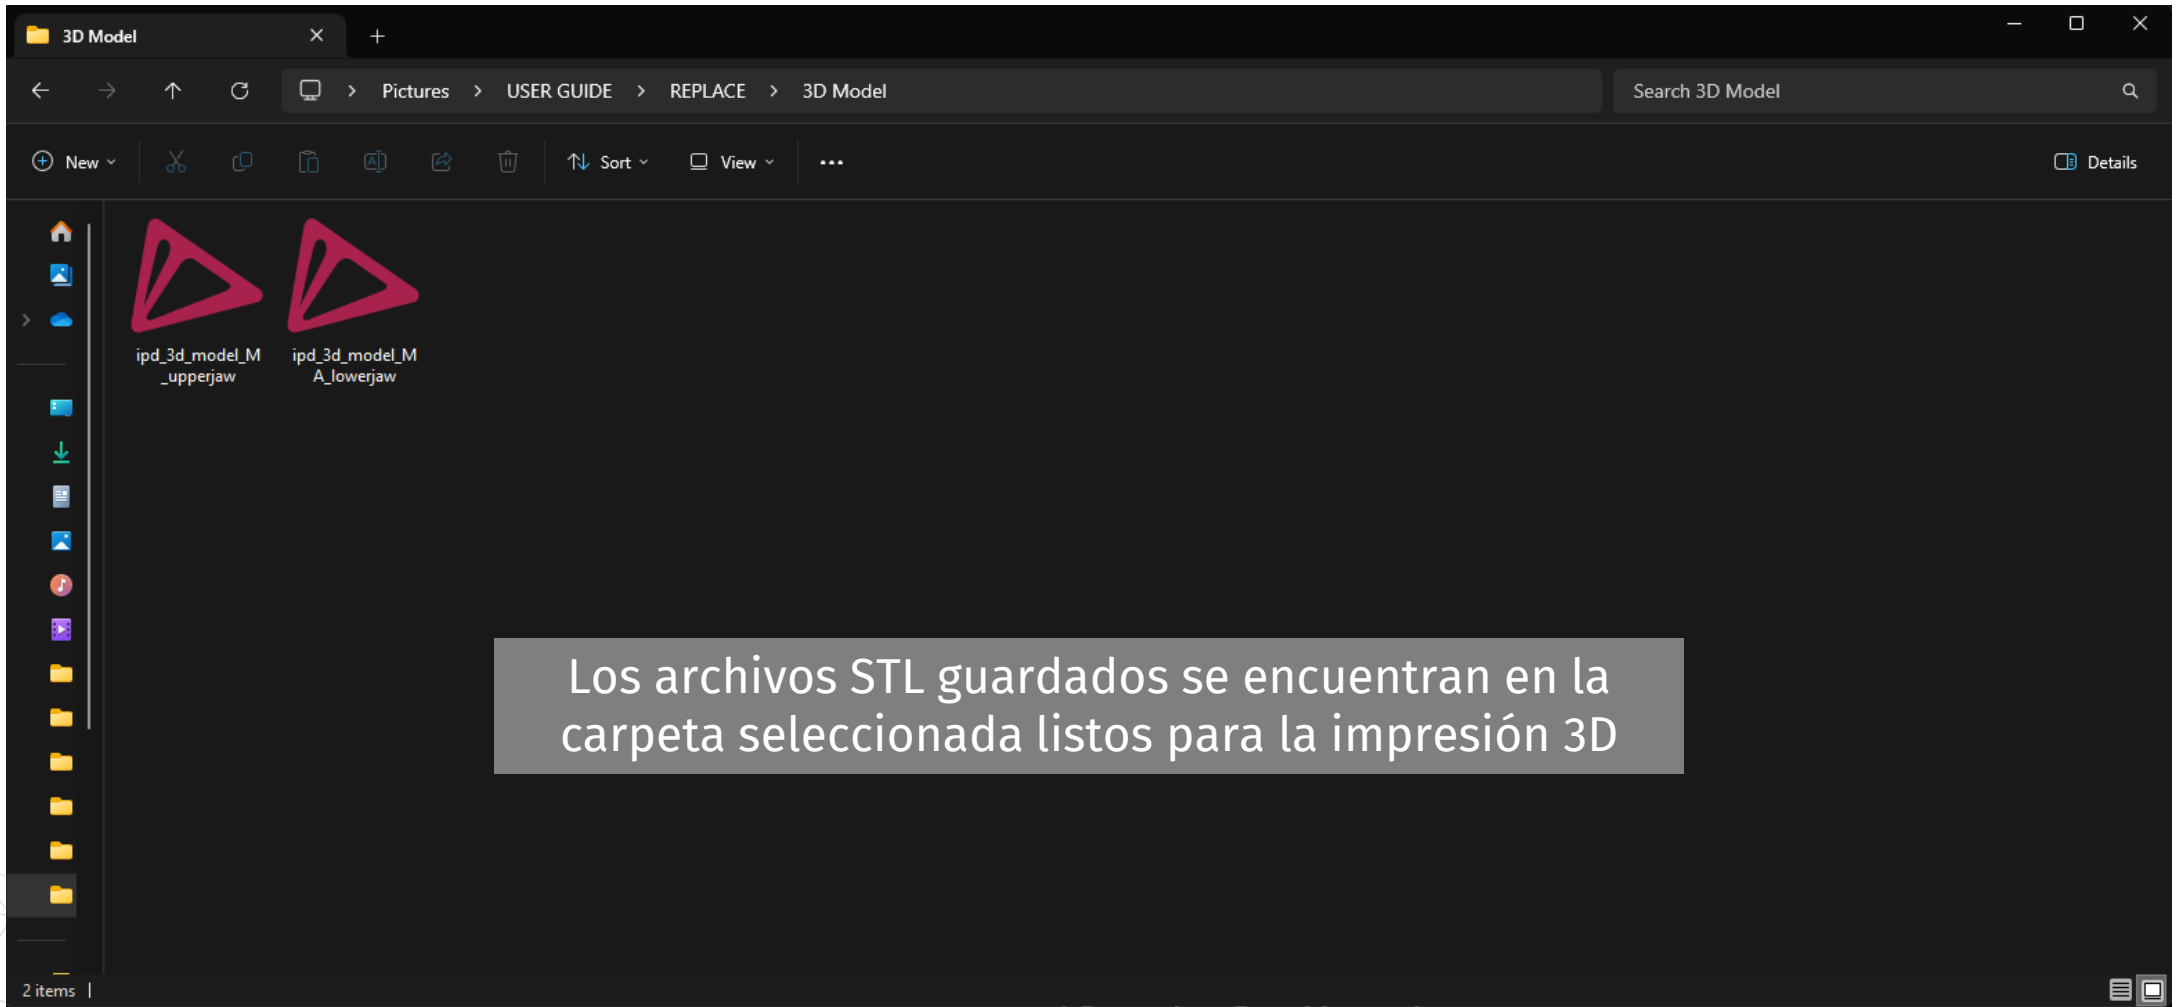 3D Model
Pictures > USER GUIDE > REPLACE > 3D Model
Search 3D Model
New
Sort
View
Details
ipd_3d_model_M
_upperjaw
ipd_3d_model_M
A_lowerjaw
Los archivos STL guardados se encuentran en la
carpeta seleccionada listos para la impresión 3D
2 items